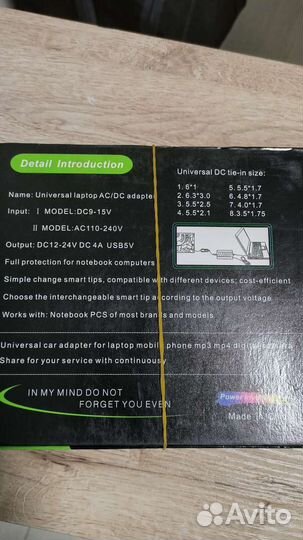 Detail Introduction
Name: Universal laptop AC/DC adapter
Input: I MODEL:DC9-15V
II MODEL:AC110-240V
Output: DC12-24V DC 4A USB5V
Universal DC tie-in size:
1. 6*1 5.5.5*1.7
2. 6.3*3.0 6.4.8*1.7
3. 5.5*2.5 7. 4.0*1.7
4. 5.5*2.1 8.3.5*1.75
Full protection for notebook computers
Simple change smart tips, compatible with different devices; cost-efficient
Choose the interchangeable smart tip according to the output voltage
Works with: Notebook PCS of most brands and models
Universal car adapter for laptop mobile phone mp3 mp4 digital
Share for your service with continuously
IN MY MIND DO NOT
FORGET YOU EVEN
Power
Made
Avito